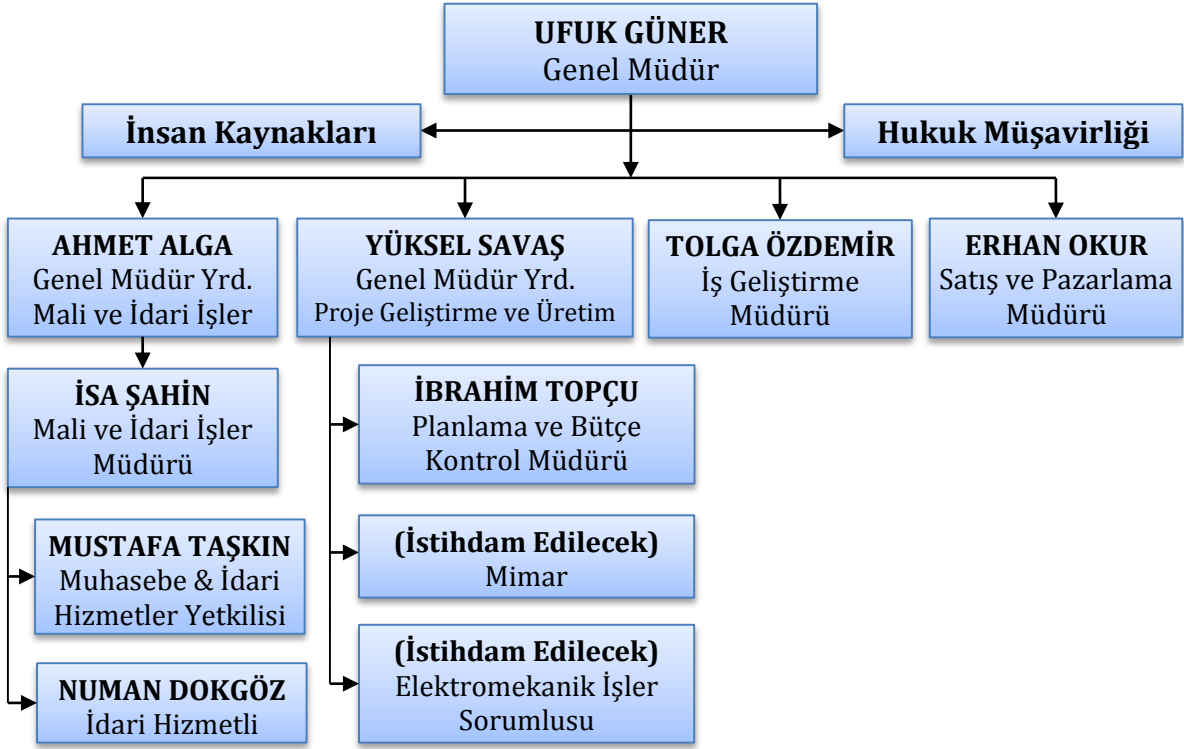 UFUK GÜNER
Genel Müdür
İnsan Kaynakları
Hukuk Müşavirliği
AHMET ALGA
Genel Müdür Yrd.
Mali ve İdari İşler
YÜKSEL SAVAŞ
Genel Müdür Yrd.
Proje Geliştirme ve Üretim
TOLGA ÖZDEMİR
İş Geliştirme
Müdürü
ERHAN OKUR
Satış ve Pazarlama
Müdürü
İSA ŞAHİN
Mali ve İdari İşler
Müdürü
MUSTAFA TAŞKIN
Muhasebe & İdari
Hizmetler Yetkilisi
NUMAN DOKGÖZ
İdari Hizmetli
İBRAHİM TOPÇU
Planlama ve Bütçe
Kontrol Müdürü
(İstihdam Edilecek)
Mimar
(İstihdam Edilecek)
Elektromekanik İşler
Sorumlusu